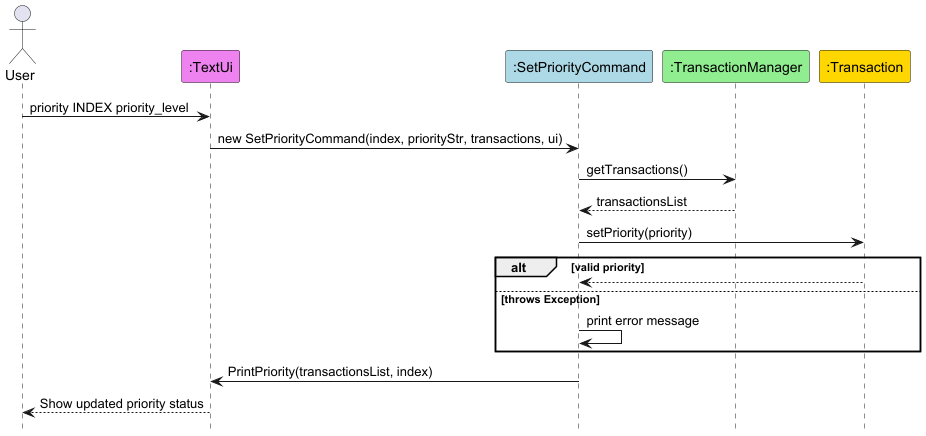 User
:TextUi
:SetPriorityCommand
:TransactionManager
:Transaction
priority INDEX priority_level
new SetPriorityCommand(index, priorityStr, transactions, ui)
getTransactions()
transactionsList
setPriority(priority)
alt
[valid priority]
[throws Exception]
print error message
PrintPriority(transactionsList, index)
Show updated priority status